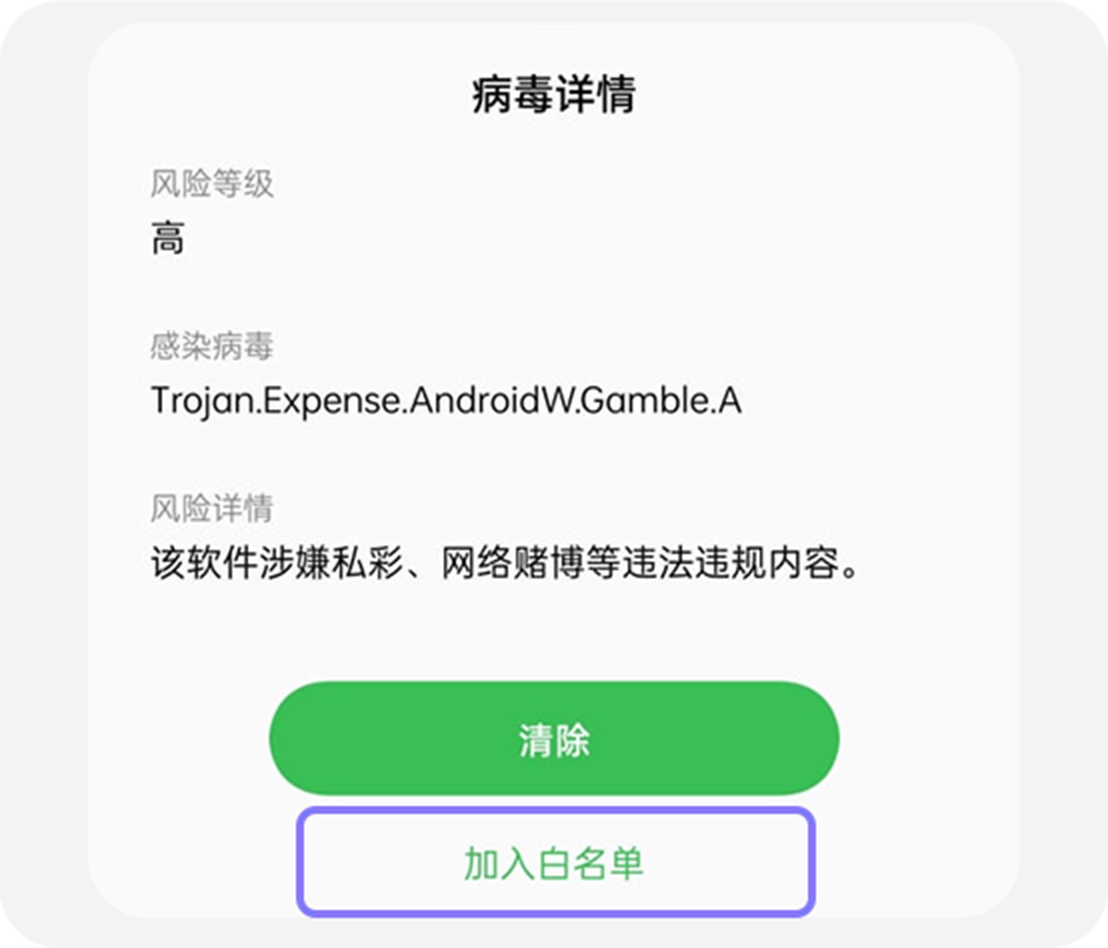 病毒详情
风险等级
高
感染病毒
Trojan.Expense.AndroidW.Gamble.A
风险详情
该软件涉嫌私彩、网络赌博等违法违规内容。
清除
加入白名单